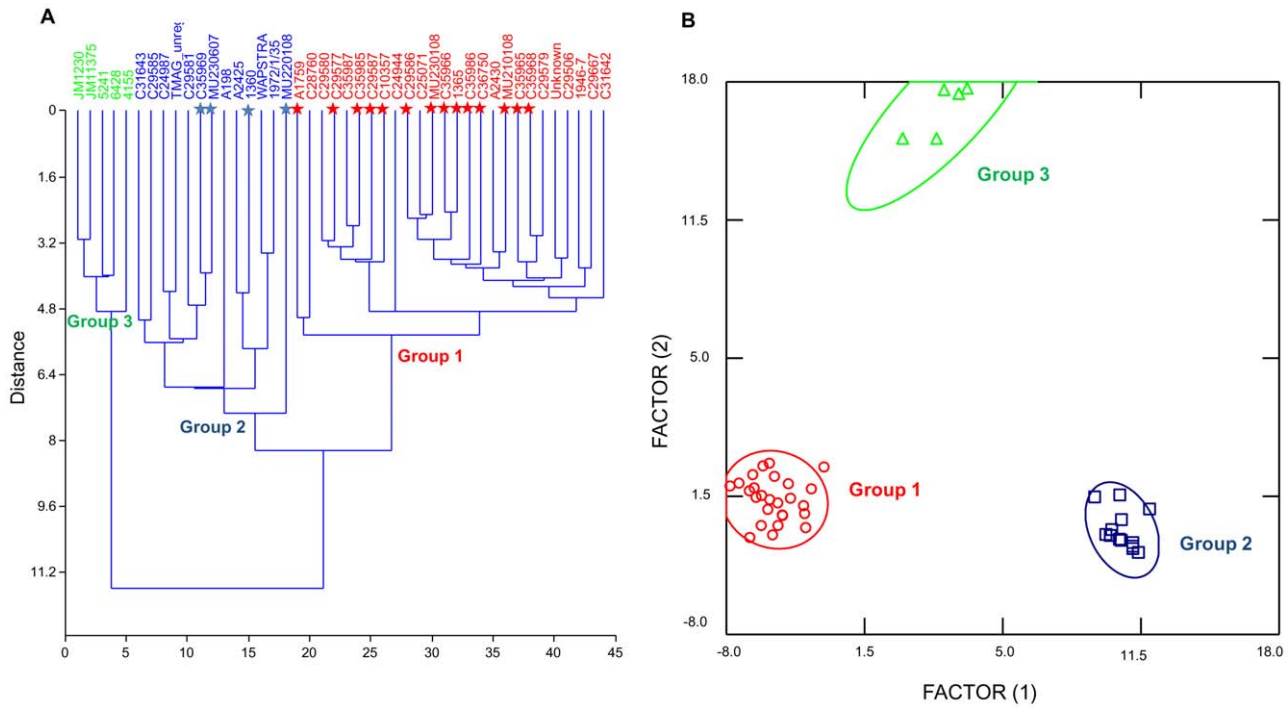 A
JM1230
JM11375
5241
6428
4155
C31643
C29585
C24987
TMAG_unreg
C29581
C35969
MU230607
A198
A2425
1360
WAPSTRA
1972/1/35
MU220108
A1759
C28760
C29580
C29577
C35987
C35985
C29587
C10357
C24944
C29586
C25071
MU230108
C35966
1365
C35986
C36750
A2430
MU210108
C35965
C35968
C29579
Unknown
C29506
1946-7
C29667
C31642
0
1.6
3.2
4.8
6.4
8
9.6
11.2
Distance
Group 3
Group 2
Group 1
0 5 10 15 20 25 30 35 40 45
B
18.0
11.5
5.0
1.5
-8.0
FACTOR (2)
Group 3
Group 1
Group 2
-8.0 1.5 5.0 11.5 18.0
FACTOR (1)